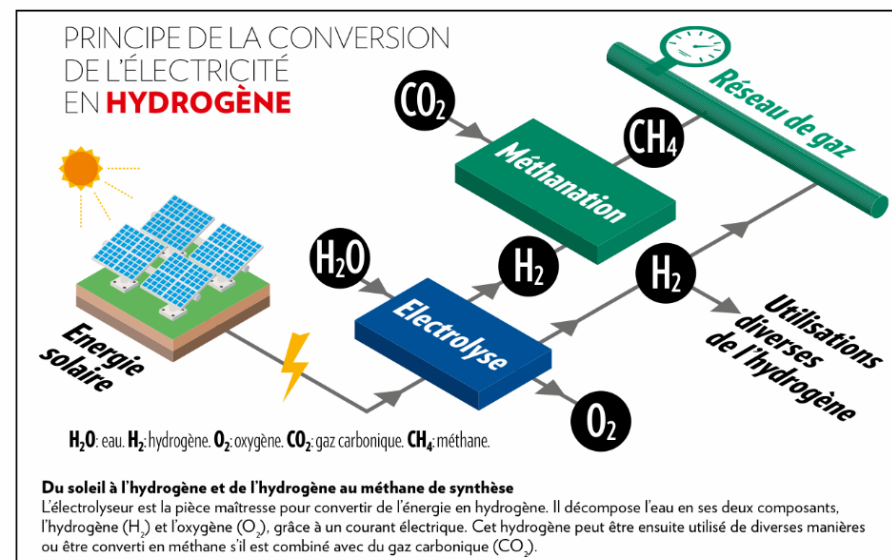 PRINCIPE DE LA CONVERSION
DE L'ÉLECTRICITÉ
EN HYDROGÈNE
CO₂
Méthanation
CH₄
Réseau de gaz
H₂O
Electrolyse
H₂
H₂
O₂
Energie
solaire
Utilisations
diverses
de l'hydrogène
H₂O: eau. H₂: hydrogène. O₂: oxygène. CO₂: gaz carbonique. CH₄: méthane.
Du soleil à l'hydrogène et de l'hydrogène au méthane de synthèse
L'électrolyseur est la pièce maîtresse pour convertir de l'énergie en hydrogène. Il décompose l'eau en ses deux composants,
l'hydrogène (H₂) et l'oxygène (O₂), grâce à un courant électrique. Cet hydrogène peut être ensuite utilisé de diverses manières
ou être converti en méthane s'il est combiné avec du gaz carbonique (CO₂).